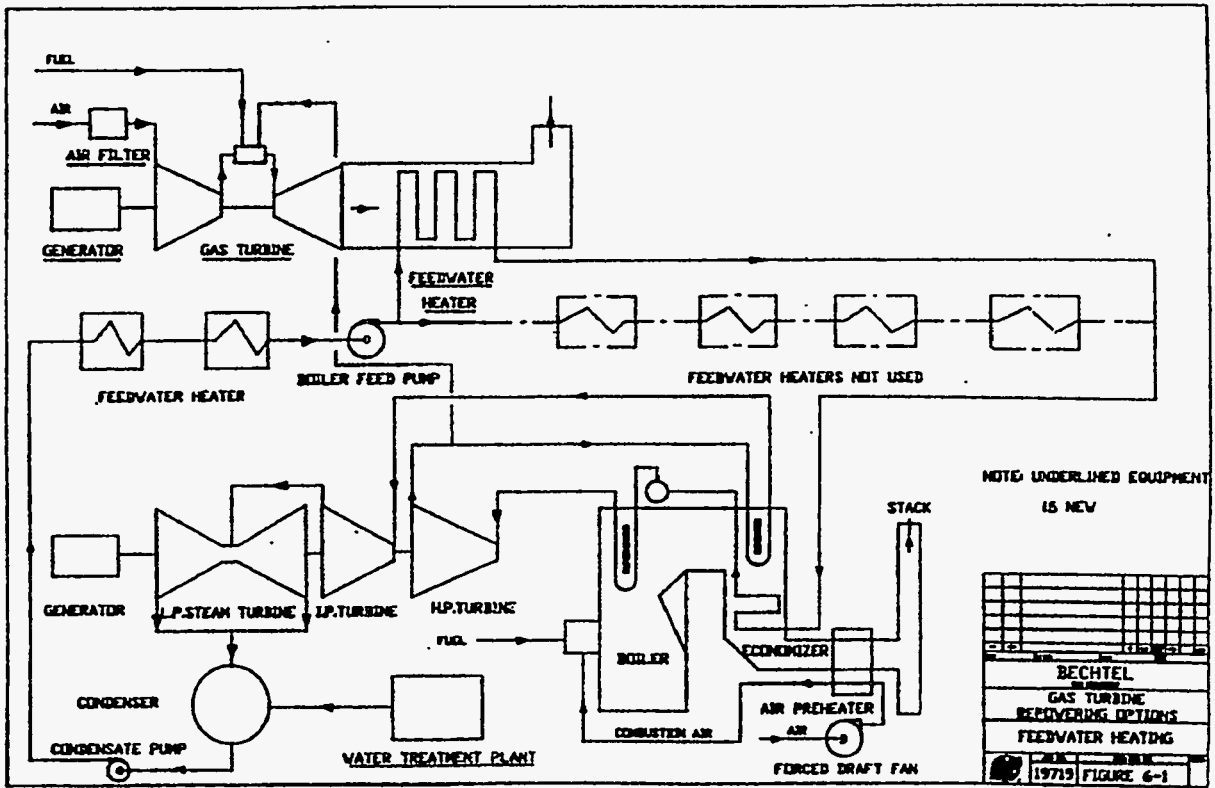 FUEL
AIR
AIR FILTER
GENERATOR
GAS TURBINE
FEEDWATER
HEATER
BOILER FEED PUMP
FEEDWATER HEATER
FEEDWATER HEATERS NOT USED
NOTE: UNDERLINED EQUIPMENT
IS NEW
STACK
GENERATOR
L.P.STEAM TURBINE
I.P.TURBINE
H.P.TURBINE
FUEL
BOILER
ECONOMIZER
CONDENSER
AIR PREHEATER
COMBUSTION AIR
AIR
CONDENSATE PUMP
WATER TREATMENT PLANT
FORCED DRAFT FAN
BECHTEL
GAS TURBINE
REPOWERING OPTIONS
FEEDWATER HEATING
19719
FIGURE 6-1